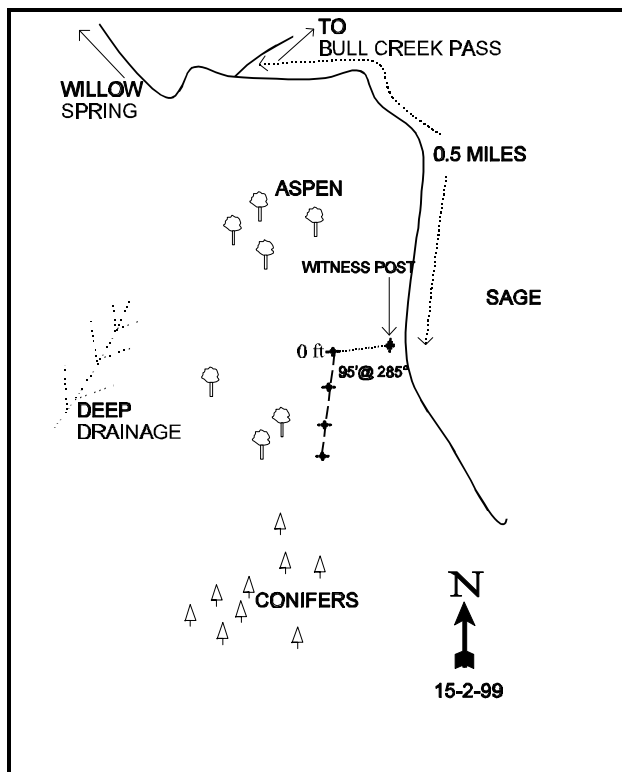 TO
BULL CREEK PASS
WILLOW
SPRING
0.5 MILES
ASPEN
WITNESS POST
SAGE
0 ft
95'@ 285°
DEEP
DRAINAGE
CONIFERS
N
15-2-99